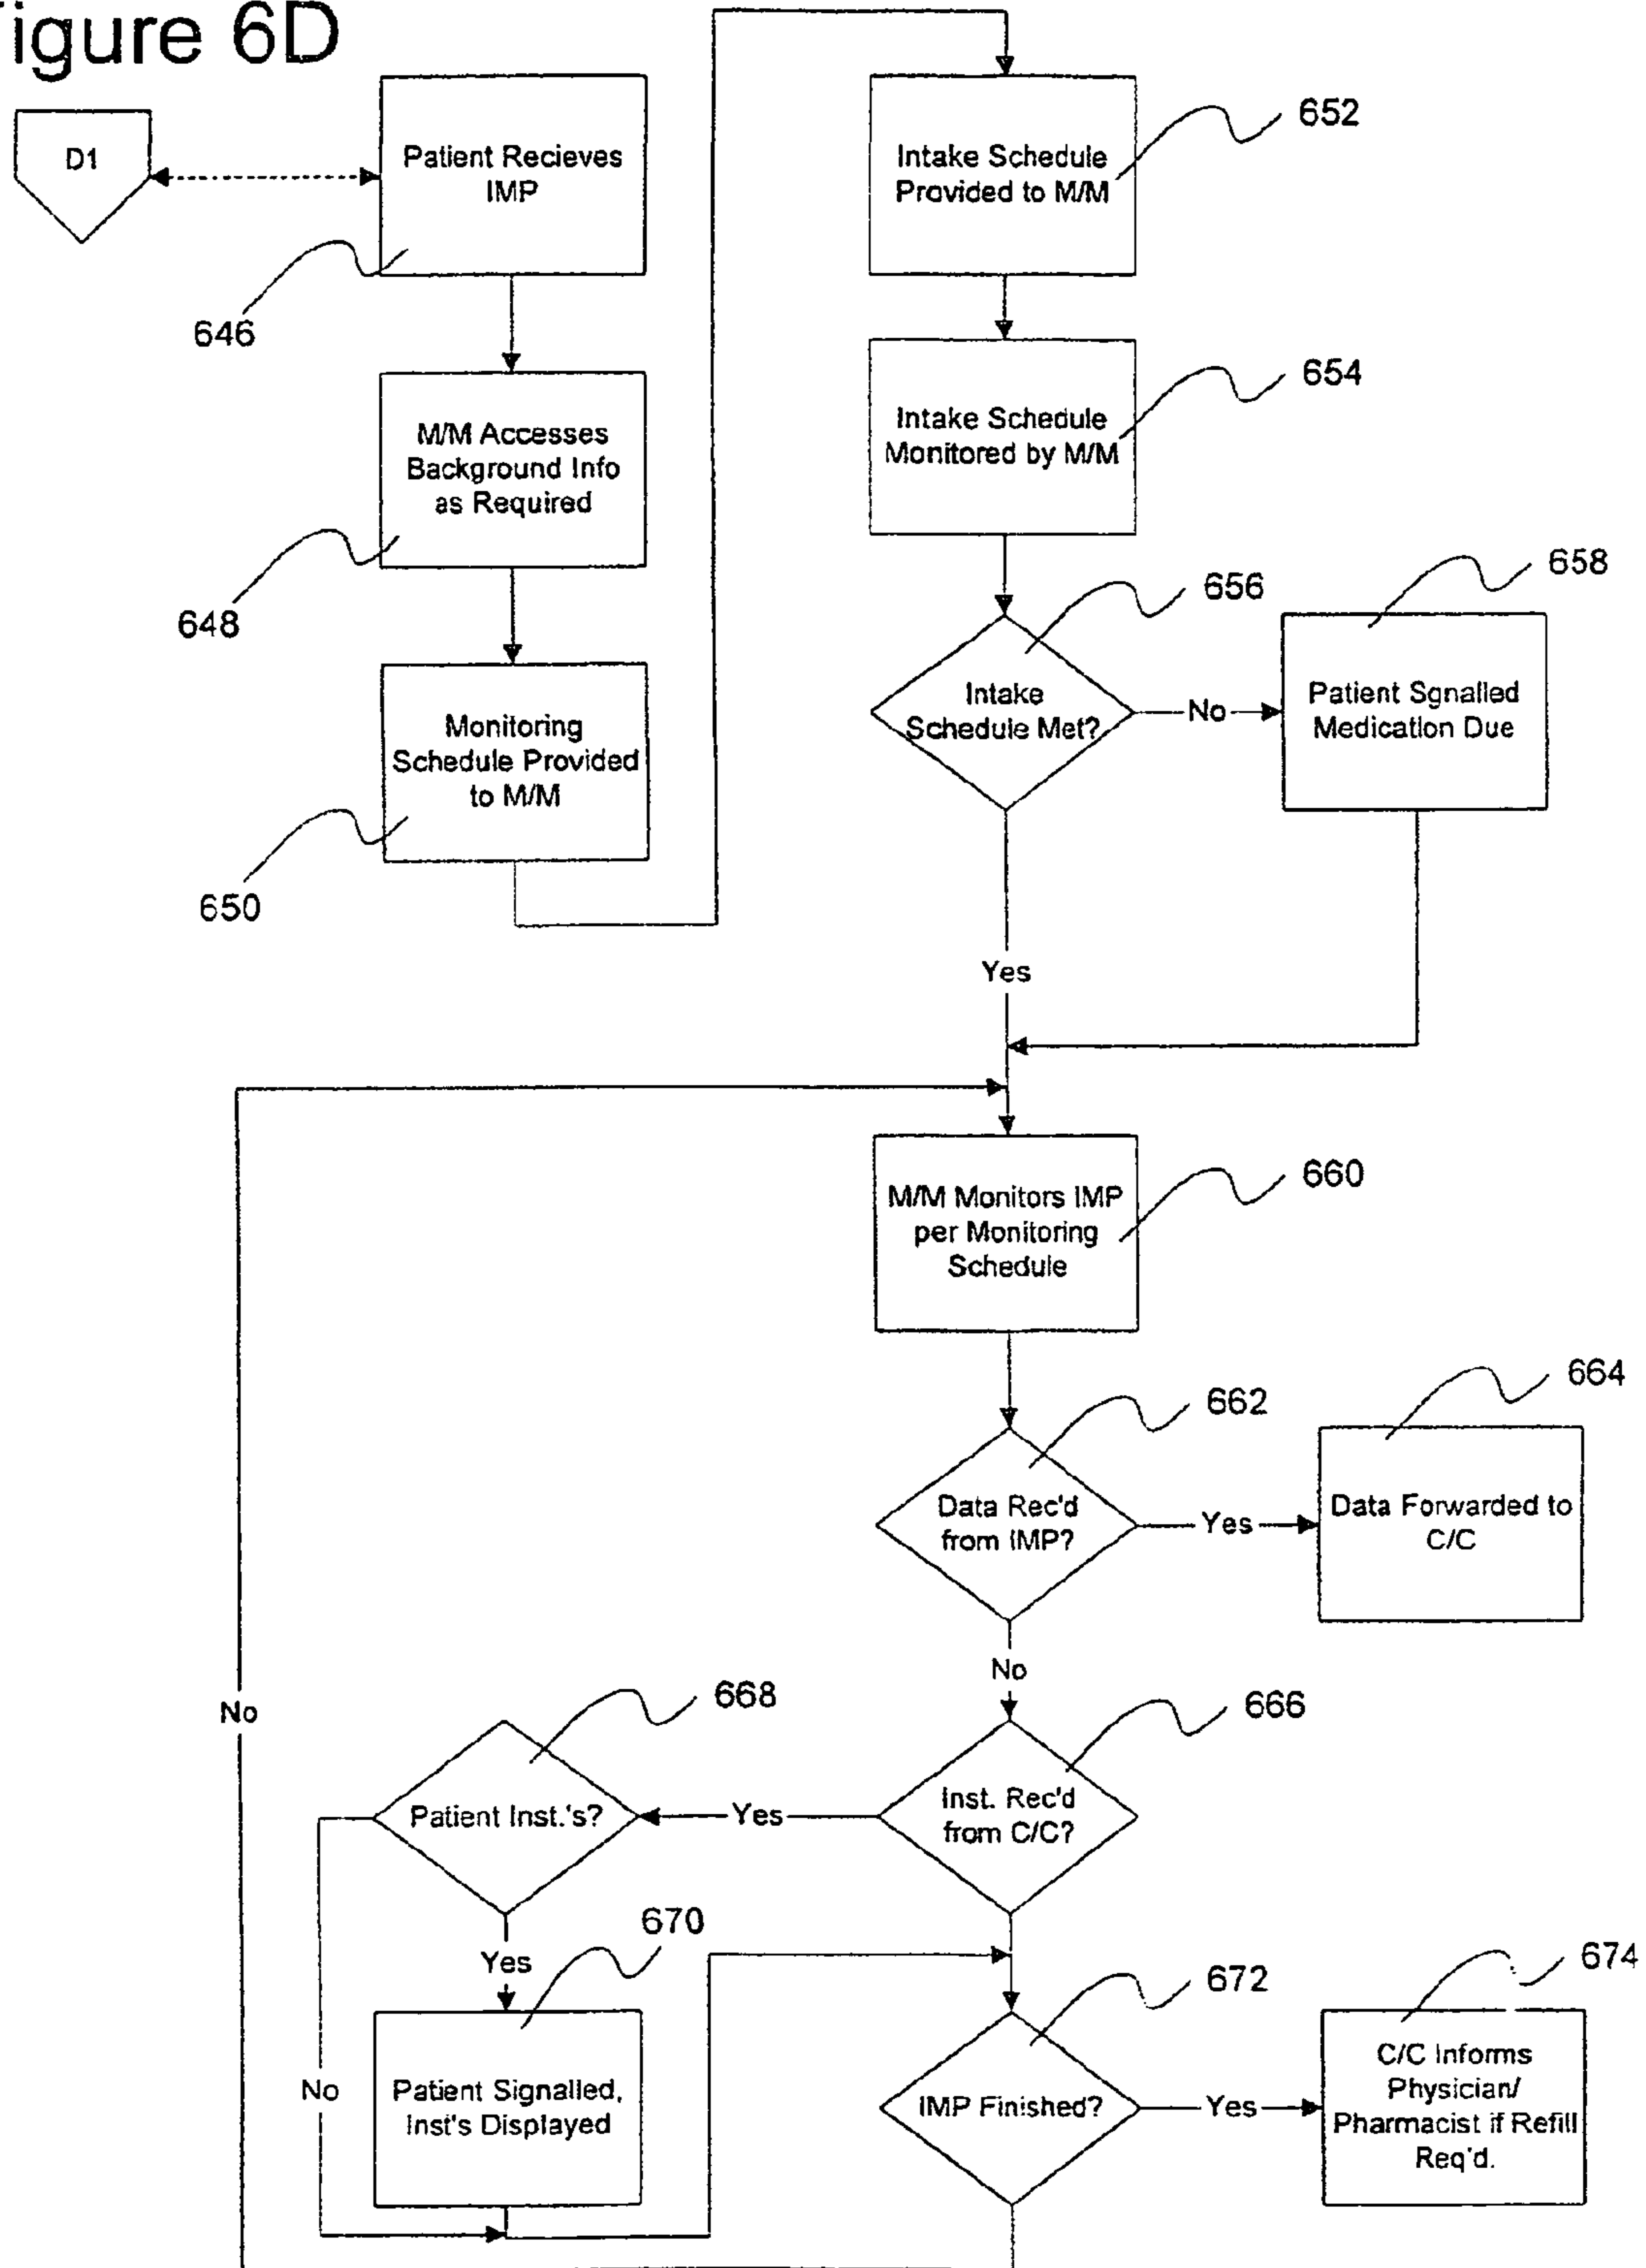 igure 6D
D1
Patient Recieves
IMP
646
M/M Accesses
Background Info
as Required
648
Monitoring
Schedule Provided
to M/M
650
Intake Schedule
Provided to M/M
652
Intake Schedule
Monitored by M/M
654
Intake
Schedule Met?
656
No
Patient Sgnalled
Medication Due
658
Yes
M/M Monitors IMP
per Monitoring
Schedule
660
Data Rec'd
from IMP?
662
Yes
Data Forwarded to
C/C
664
No
Inst. Rec'd
from C/C?
666
Yes
Patient Inst.'s?
668
No
Yes
Patient Signalled,
Inst's Displayed
670
No
IMP Finished?
672
Yes
C/C Informs
Physician/
Pharmacist if Refill
Req'd.
674